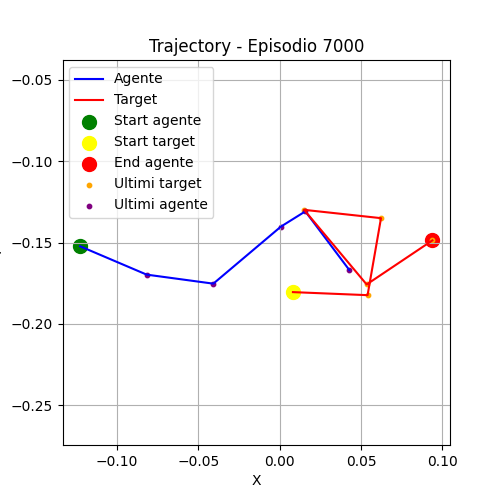 Trajectory - Episodio 7000
Agente
Target
Start agente
Start target
End agente
Ultimi target
Ultimi agente
−0.05
−0.10
−0.15
−0.20
−0.25
−0.10
−0.05
0.00
0.05
0.10
X